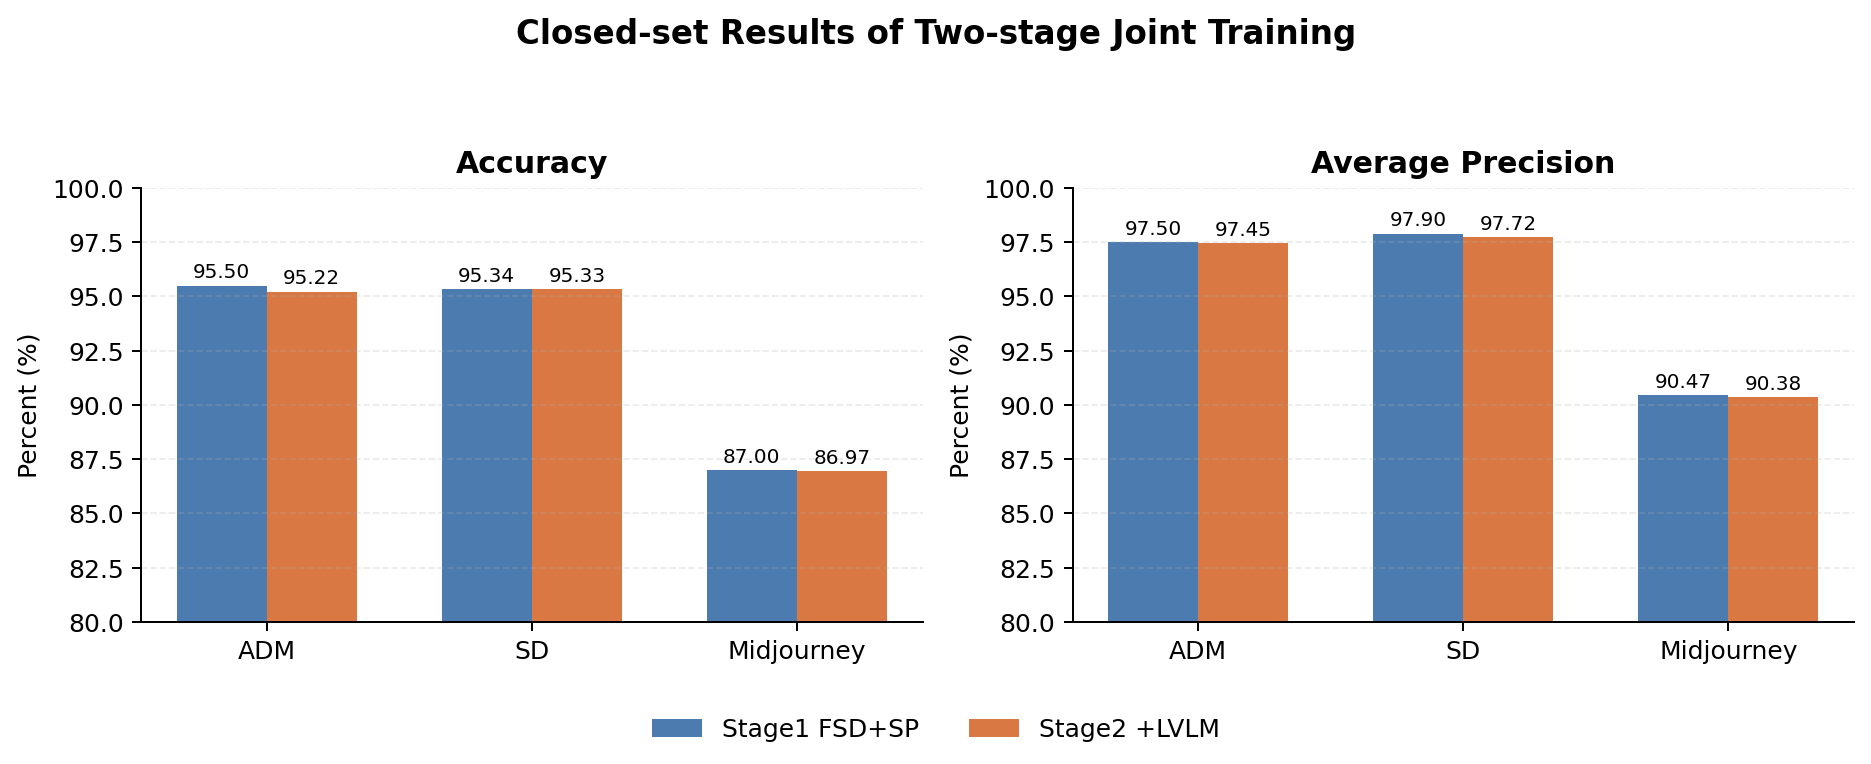 Closed-set Results of Two-stage Joint Training
Accuracy
Percent (%)
100.0
97.5
95.0
92.5
90.0
87.5
85.0
82.5
80.0
95.50
95.22
95.34
95.33
87.00
86.97
ADM
SD
Midjourney
Average Precision
Percent (%)
100.0
97.5
95.0
92.5
90.0
87.5
85.0
82.5
80.0
97.50
97.45
97.90
97.72
90.47
90.38
ADM
SD
Midjourney
Stage1 FSD+SP
Stage2 +LVLM